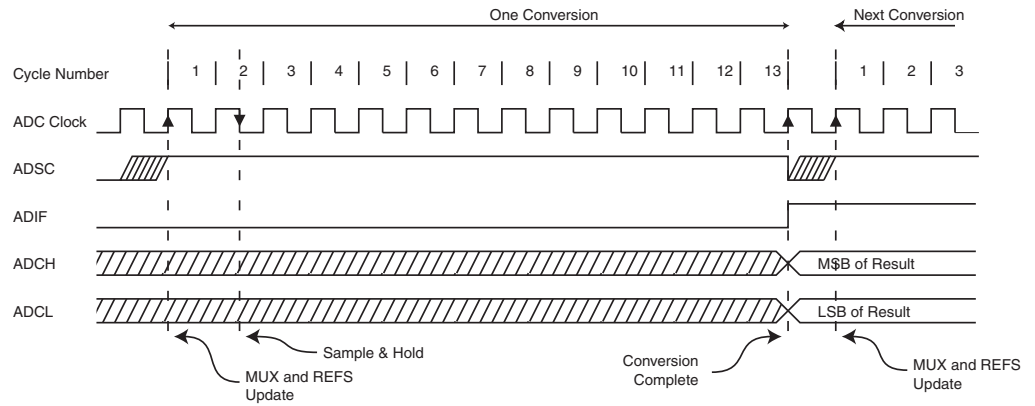 One Conversion
Next Conversion
Cycle Number 1 2 3 4 5 6 7 8 9 10 11 12 13 1 2 3
ADC Clock
ADSC
ADIF
ADCH
MSB of Result
ADCL
LSB of Result
Sample & Hold
MUX and REFS
Update
Conversion
Complete
MUX and REFS
Update